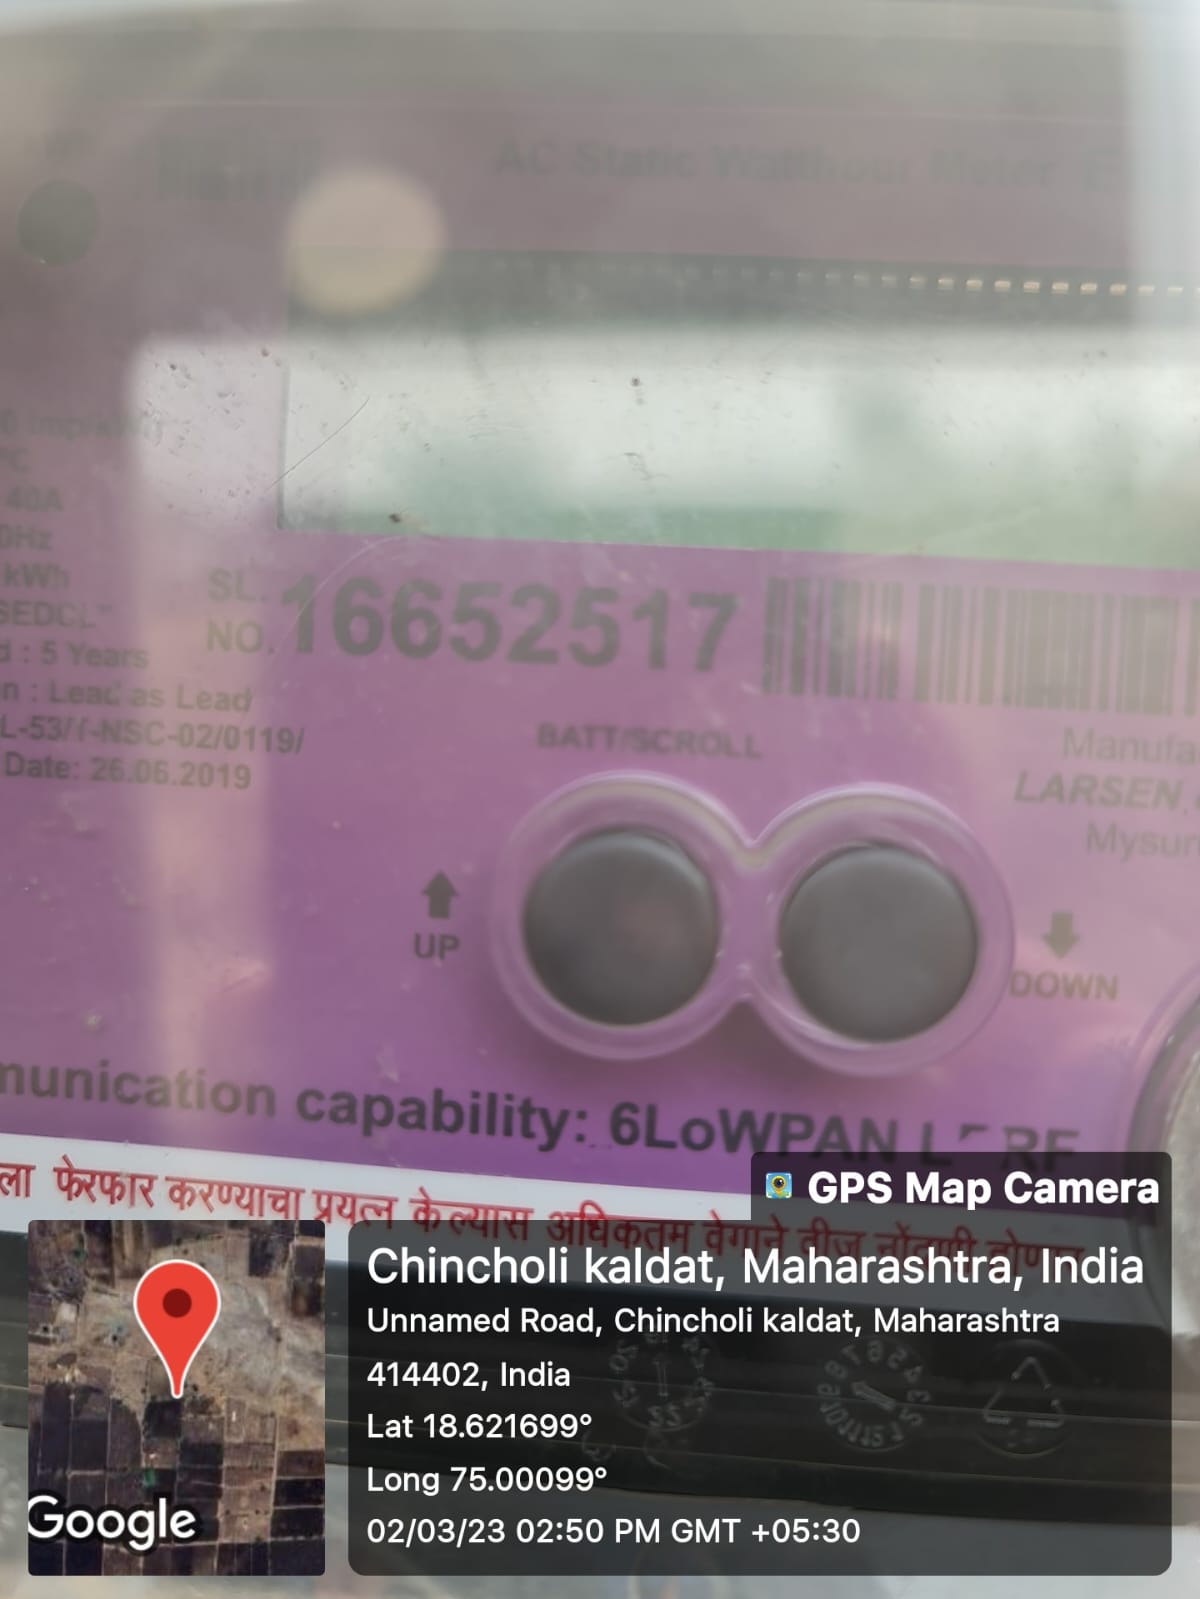 AC Static Watthour Meter
0 imp/kWh
°C
40A
0Hz
kWh
SEDCL"
d : 5 Years
n : Lead as Lead
L-53/  -NSC-02/0119/
Date: 26.06.2019
SL.
NO. 16652517
BATT/SCROLL
Manufa
LARSEN
Mysur
UP
DOWN
munication capability: 6LoWPAN L  RF
ला फेरफार करण्याचा प्रयत्न केल्यास अधिकतम वेगाने वीज नोंदणी
GPS Map Camera
Chincholi kaldat, Maharashtra, India
Unnamed Road, Chincholi kaldat, Maharashtra
414402, India
Lat 18.621699°
Long 75.00099°
02/03/23 02:50 PM GMT +05:30
Google